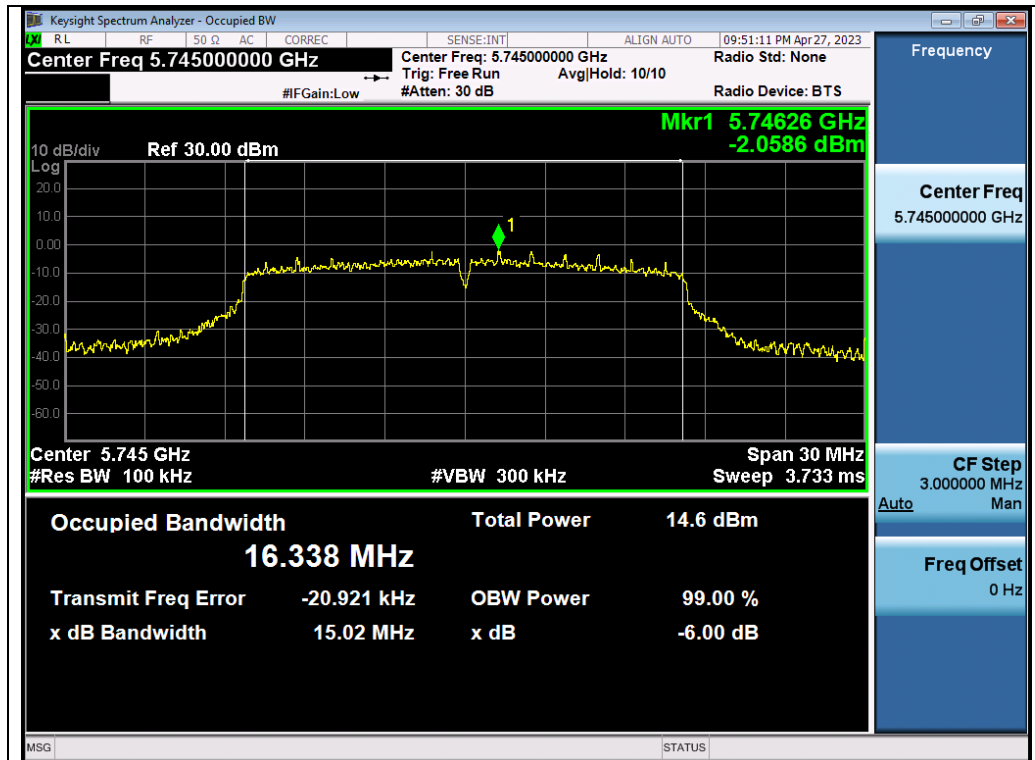 Keysight Spectrum Analyzer - Occupied BW
LXI RL RF 50 Ω AC CORREC SENSE:INT ALIGN AUTO 09:51:11 PM Apr 27, 2023
Center Freq 5.745000000 GHz Center Freq: 5.745000000 GHz Radio Std: None
Trig: Free Run Avg|Hold: 10/10
#IFGain:Low #Atten: 30 dB Radio Device: BTS
Frequency
Mkr1 5.74626 GHz
-2.0586 dBm
10 dB/div Ref 30.00 dBm
Log
20.0
10.0
0.00
-10.0
-20.0
-30.0
-40.0
-50.0
-60.0
1
Center 5.745 GHz Span 30 MHz
#Res BW 100 kHz #VBW 300 kHz Sweep 3.733 ms
Occupied Bandwidth Total Power 14.6 dBm
16.338 MHz
Transmit Freq Error -20.921 kHz OBW Power 99.00 %
x dB Bandwidth 15.02 MHz x dB -6.00 dB
Center Freq
5.745000000 GHz
CF Step
3.000000 MHz
Auto Man
Freq Offset
0 Hz
MSG STATUS